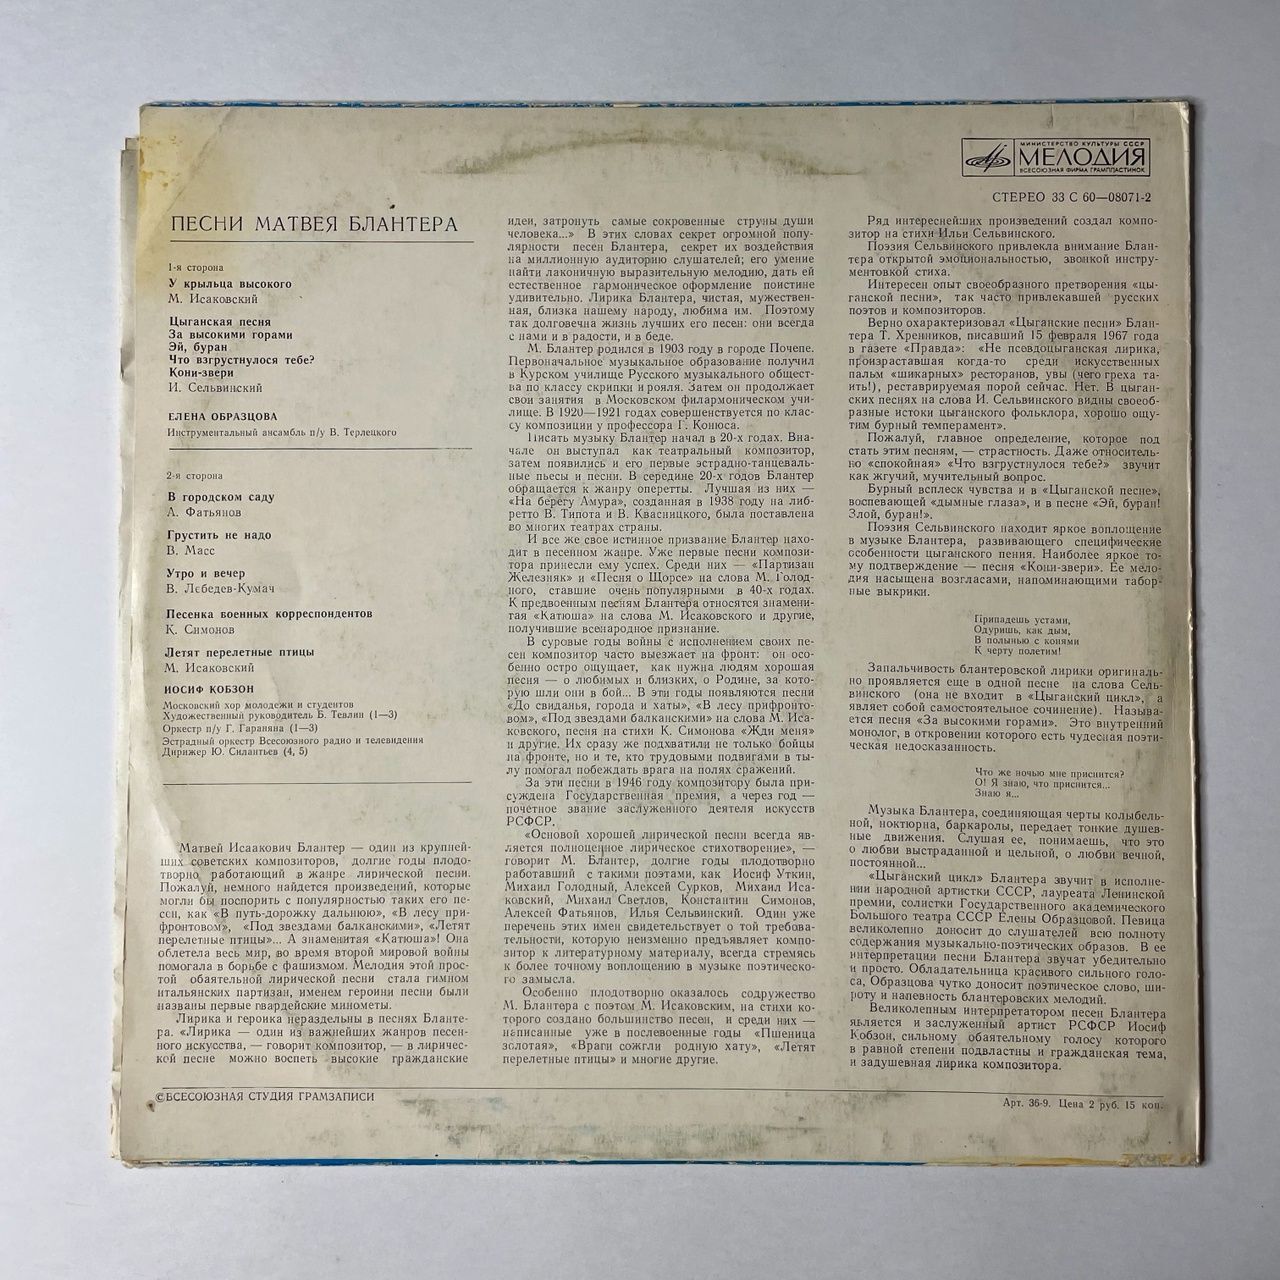 МИНИСТЕРСТВО КУЛЬТУРЫ СССР
МЕЛОДИЯ
ВСЕСОЮЗНАЯ ФИРМА ГРАМПЛАСТИНОК
СТЕРЕО 33 С 60—08071-2
ПЕСНИ МАТВЕЯ БЛАНТЕРА
1-я сторона
У крыльца высокого
М. Исаковский
Цыганская песня
За высокими горами
Эй, буран
Что взгрустнулося тебе?
Кони-звери
И. Сельвинский
ЕЛЕНА ОБРАЗЦОВА
Инструментальный ансамбль п/у В. Терлецкого
2-я сторона
В городском саду
А. Фатьянов
Грустить не надо
В. Масс
Утро и вечер
В. Лебедев-Кумач
Песенка военных корреспондентов
К. Симонов
Летят перелетные птицы
М. Исаковский
ИОСИФ КОБЗОН
Московский хор молодежи и студентов
Художественный руководитель Б. Тевлин (1—3)
Оркестр п/у Г. Гараняна (1—3)
Эстрадный оркестр Всесоюзного радио и телевидения
Дирижер Ю. Силантьев (4, 5)
Матвей Исаакович Блантер — один из крупней-
ших советских композиторов, долгие годы плодо-
творно работающий в жанре лирической песни.
Пожалуй, немного найдется произведений, которые
могли бы поспорить с популярностью таких его пе-
сен, как «В путь-дорожку дальнюю», «В лесу при-
фронтовом», «Под звездами балканскими», «Летят
перелетные птицы»... А знаменитая «Катюша»! Она
облетела весь мир, во время второй мировой войны
помогала в борьбе с фашизмом. Мелодия этой прос-
той обаятельной лирической песни стала гимном
итальянских партизан, именем героини песни были
названы первые гвардейские минометы.
Лирика и героика нераздельны в песнях Бланте-
ра. «Лирика — один из важнейших жанров песен-
ного искусства, — говорит композитор, — в лиричес-
кой песне можно воспеть высокие гражданские
идеи, затронуть самые сокровенные струны души
человека...» В этих словах секрет огромной попу-
лярности песен Блантера, секрет их воздействия
на миллионную аудиторию слушателей; его умение
найти лаконичную выразительную мелодию, дать ей
естественное гармоническое оформление поистине
удивительно. Лирика Блантера, чистая, мужествен-
ная, близка нашему народу, любима им. Поэтому
так долговечна жизнь лучших его песен: они всегда
с нами и в радости, и в беде.
М. Блантер родился в 1903 году в городе Почепе.
Первоначальное музыкальное образование получил
в Курском училище Русского музыкального общест-
ва по классу скрипки и рояля. Затем он продолжает
свои занятия в Московском филармоническом учи-
лище. В 1920—1921 годах совершенствуется по клас-
су композиции у профессора Г. Конюса.
Писать музыку Блантер начал в 20-х годах. Вна-
чале он выступал как театральный композитор,
затем появились и его первые эстрадно-танцеваль-
ные пьесы и песни. В середине 20-х годов Блантер
обращается к жанру оперетты. Лучшая из них —
«На берегу Амура», созданная в 1938 году на либ-
ретто В. Типота и В. Квасницкого, была поставлена
во многих театрах страны.
И все же свое истинное призвание Блантер нахо-
дит в песенном жанре. Уже первые песни компози-
тора принесли ему успех. Среди них — «Партизан
Железняк» и «Песня о Щорсе» на слова М. Голод-
ного, ставшие очень популярными в 40-х годах.
К предвоенным песням Блантера относятся знамени-
тая «Катюша» на слова М. Исаковского и другие,
получившие всенародное признание.
В суровые годы войны с исполнением своих пе-
сен композитор часто выезжает на фронт: он осо-
бенно остро ощущает, как нужна людям хорошая
песня — о любимых и близких, о Родине, за кото-
рую шли они в бой... В эти годы появляются песни
«До свиданья, города и хаты», «В лесу прифронто-
вом», «Под звездами балканскими» на слова М. Иса-
ковского, песня на стихи К. Симонова «Жди меня»
и другие. Их сразу же подхватили не только бойцы
на фронте, но и те, кто трудовыми подвигами в ты-
лу помогал побеждать врага на полях сражений.
За эти песни в 1946 году композитору была при-
суждена Государственная премия, а через год —
почетное звание заслуженного деятеля искусств
РСФСР.
«Основой хорошей лирической песни всегда яв-
ляется полноценное лирическое стихотворение», —
говорит М. Блантер, долгие годы плодотворно
работавший с такими поэтами, как Иосиф Уткин,
Михаил Голодный, Алексей Сурков, Михаил Иса-
ковский, Михаил Светлов, Константин Симонов,
Алексей Фатьянов, Илья Сельвинский. Один уже
перечень этих имен свидетельствует о той требова-
тельности, которую неизменно предъявляет компо-
зитор к литературному материалу, всегда стремясь
к более точному воплощению в музыке поэтическо-
го замысла.
Особенно плодотворно оказалось содружество
М. Блантера с поэтом М. Исаковским, на стихи ко-
торого создано большинство песен, и среди них —
написанные уже в послевоенные годы «Пшеница
золотая», «Враги сожгли родную хату», «Летят
перелетные птицы» и многие другие.
Ряд интереснейших произведений создал компо-
зитор на стихи Ильи Сельвинского.
Поэзия Сельвинского привлекла внимание Блан-
тера открытой эмоциональностью, звонкой инстру-
ментовкой стиха.
Интересен опыт своеобразного претворения «цы-
ганской песни», так часто привлекавшей русских
поэтов и композиторов.
Верно охарактеризовал «Цыганские песни» Блан-
тера Т. Хренников, писавший 15 февраля 1967 года
в газете «Правда»: «Не псевдоцыганская лирика,
произраставшая когда-то среди искусственных
пальм «шикарных» ресторанов, увы (чего греха та-
ить!), реставрируемая порой сейчас. Нет. В цыган-
ских песнях на слова И. Сельвинского видны своеоб-
разные истоки цыганского фольклора, хорошо ощу-
тим бурный темперамент».
Пожалуй, главное определение, которое под
стать этим песням, — страстность. Даже относитель-
но «спокойная» «Что взгрустнулося тебе?» звучит
как жгучий, мучительный вопрос.
Бурный всплеск чувства и в «Цыганской песне»,
воспевающей «дымные глаза», и в песне «Эй, буран!
Злой, буран!».
Поэзия Сельвинского находит яркое воплощение
в музыке Блантера, развивающего специфические
особенности цыганского пения. Наиболее яркое то-
му подтверждение — песня «Кони-звери». Ее мело-
дия насыщена возгласами, напоминающими табор-
ные выкрики.
Припадешь устами,
Одуришь, как дым,
В полынью с конями
К черту полетим!
Запальчивость блантеровской лирики оригиналь-
но проявляется еще в одной песне на слова Сель-
винского (она не входит в «Цыганский цикл», а
являет собой самостоятельное сочинение). Называ-
ется песня «За высокими горами». Это внутренний
монолог, в откровении которого есть чудесная поэти-
ческая недосказанность.
Что же ночью мне приснится?
О! Я знаю, что приснится...
Знаю я...
Музыка Блантера, соединяющая черты колыбель-
ной, ноктюрна, баркаролы, передает тонкие душев-
ные движения. Слушая ее, понимаешь, что это
о любви выстраданной и цельной, о любви вечной,
постоянной...
«Цыганский цикл» Блантера звучит в исполне-
нии народной артистки СССР, лауреата Ленинской
премии, солистки Государственного академического
Большого театра СССР Елены Образцовой. Певица
великолепно доносит до слушателей всю полноту
содержания музыкально-поэтических образов. В ее
интерпретации песни Блантера звучат убедительно
и просто. Обладательница красивого сильного голо-
са, Образцова чутко доносит поэтическое слово, ши-
роту и напевность блантеровских мелодий.
Великолепным интерпретатором песен Блантера
является и заслуженный артист РСФСР Иосиф
Кобзон, сильному обаятельному голосу которого
в равной степени подвластны и гражданская тема,
и задушевная лирика композитора.
©ВСЕСОЮЗНАЯ СТУДИЯ ГРАМЗАПИСИ
Арт. 36-9. Цена 2 руб. 15 коп.